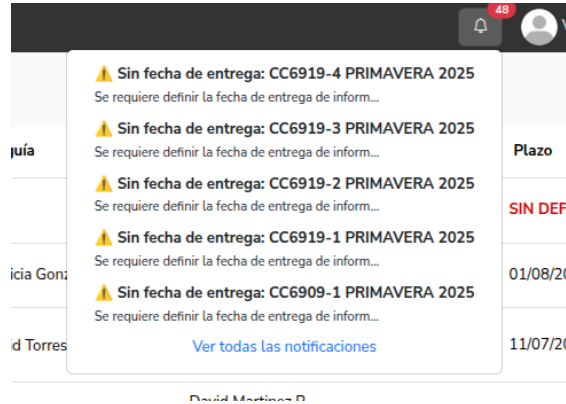 48
⚠️ Sin fecha de entrega: CC6919-4 PRIMAVERA 2025
Se requiere definir la fecha de entrega de inform...
⚠️ Sin fecha de entrega: CC6919-3 PRIMAVERA 2025
Se requiere definir la fecha de entrega de inform...
guía
Plazo
⚠️ Sin fecha de entrega: CC6919-2 PRIMAVERA 2025
Se requiere definir la fecha de entrega de inform...
SIN DEF
⚠️ Sin fecha de entrega: CC6919-1 PRIMAVERA 2025
Se requiere definir la fecha de entrega de inform...
icia Gonz
01/08/20
⚠️ Sin fecha de entrega: CC6909-1 PRIMAVERA 2025
Se requiere definir la fecha de entrega de inform...
Ver todas las notificaciones
id Torres
11/07/20
David Martinez